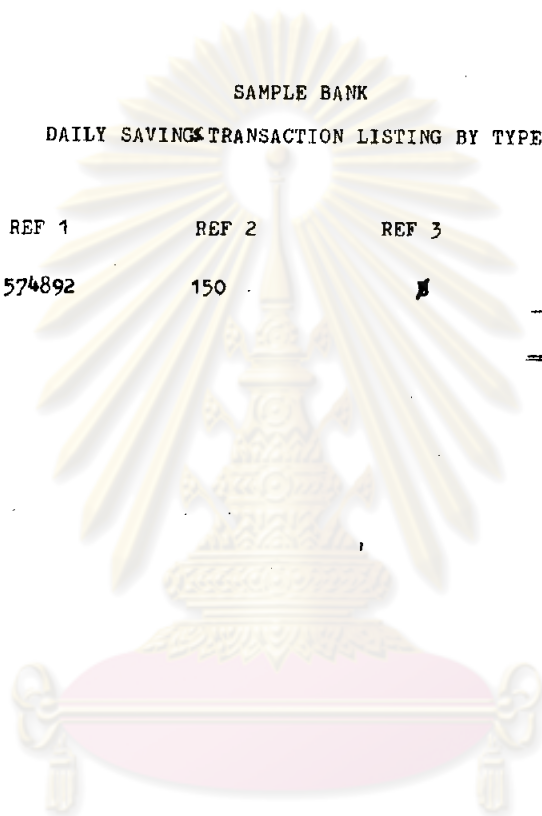 SAMPLE BANK
DAILY SAVINGS TRANSACTION LISTING BY TYPE
REF 1 REF 2 REF 3
574892 150